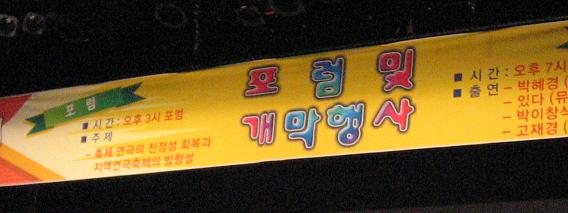 포럼
■ 시간 : 오후 3시 포럼
■ 주제
- 축제 연극의 진정성 회복과
지역연극축제의 방향성
포럼 및
개막행사
■ 시간 : 오후 7시
■ 출연 - 박혜경 (
- 있다 (뮤
- 박이창식
- 고재경 (